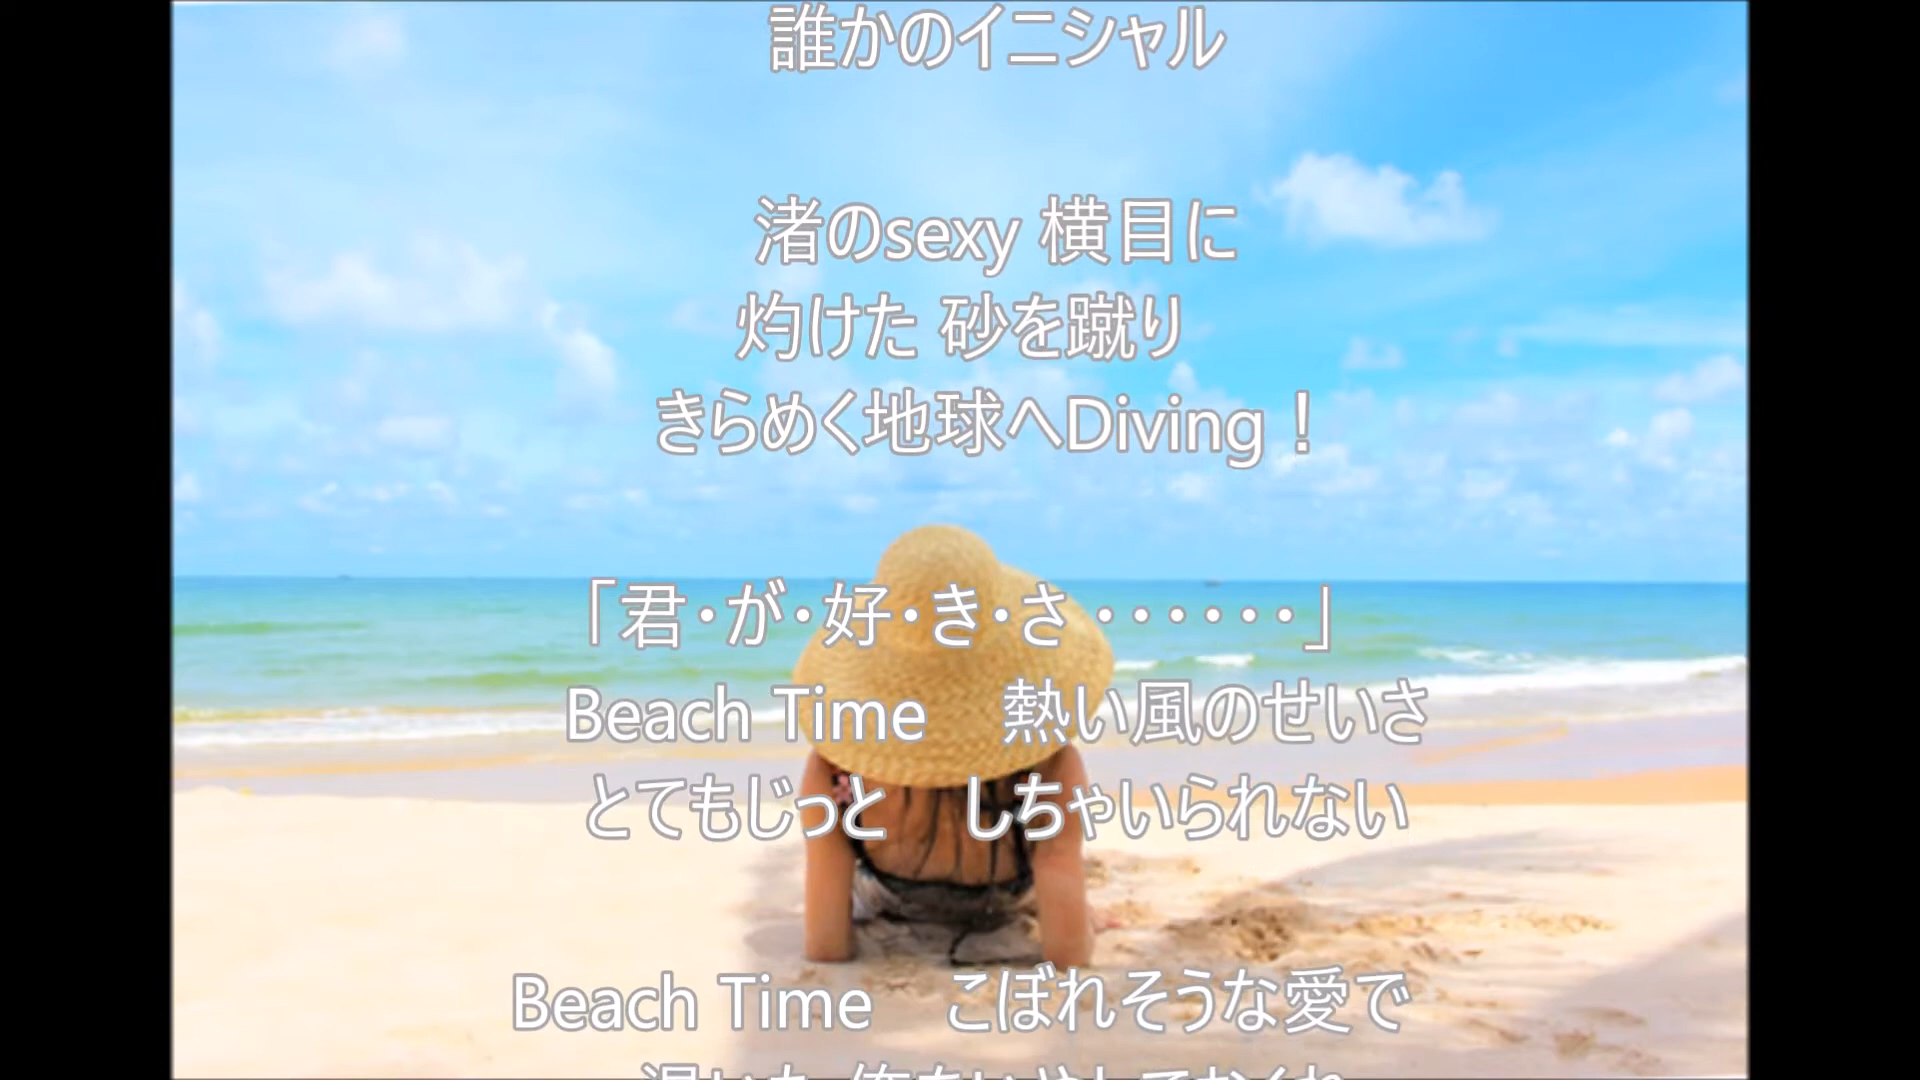 誰かのイニシャル
渚のsexy 横目に
灼けた 砂を蹴り
きらめく地球へDiving！
「君・が・好・き・さ ・・・・・・」
Beach Time　熱い風のせいさ
とてもじっと　しちゃいられない
Beach Time　こぼれそうな愛で